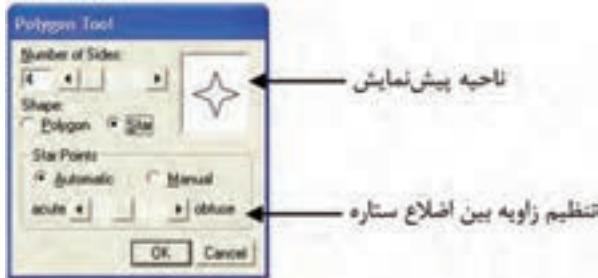 Polygon Tool
Number of Sides:
4
ناحیه پیش‌نمایش
Shape:
Polygon Star
Star Points
Automatic Manual
acute obtuse
تنظیم زاویه بین اضلاع ستاره
OK Cancel